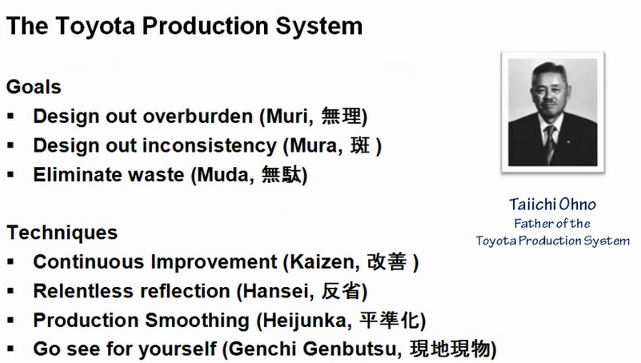 The Toyota Production System
Goals
▪ Design out overburden (Muri, 無理)
▪ Design out inconsistency (Mura, 斑 )
▪ Eliminate waste (Muda, 無駄)
Taiichi Ohno
Father of the
Toyota Production System
Techniques
▪ Continuous Improvement (Kaizen, 改善 )
▪ Relentless reflection (Hansei, 反省)
▪ Production Smoothing (Heijunka, 平準化)
▪ Go see for yourself (Genchi Genbutsu, 現地現物)